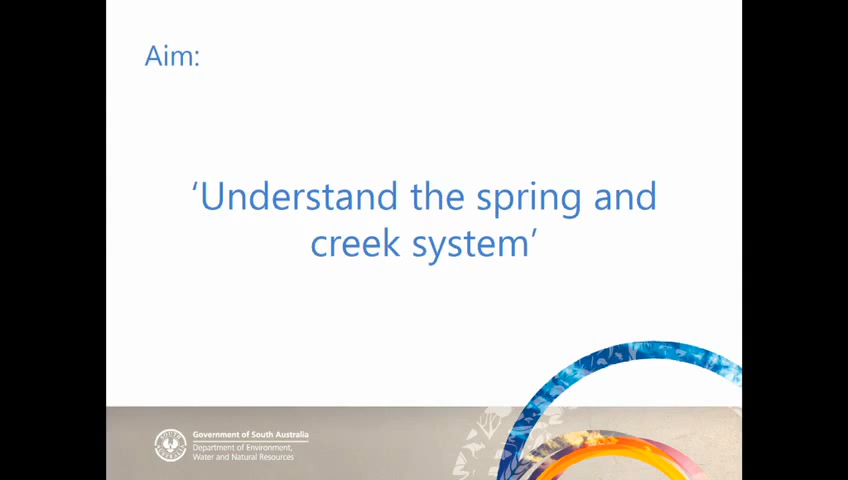 Aim:
‘Understand the spring and
creek system’
Government of South Australia
Department of Environment,
Water and Natural Resources